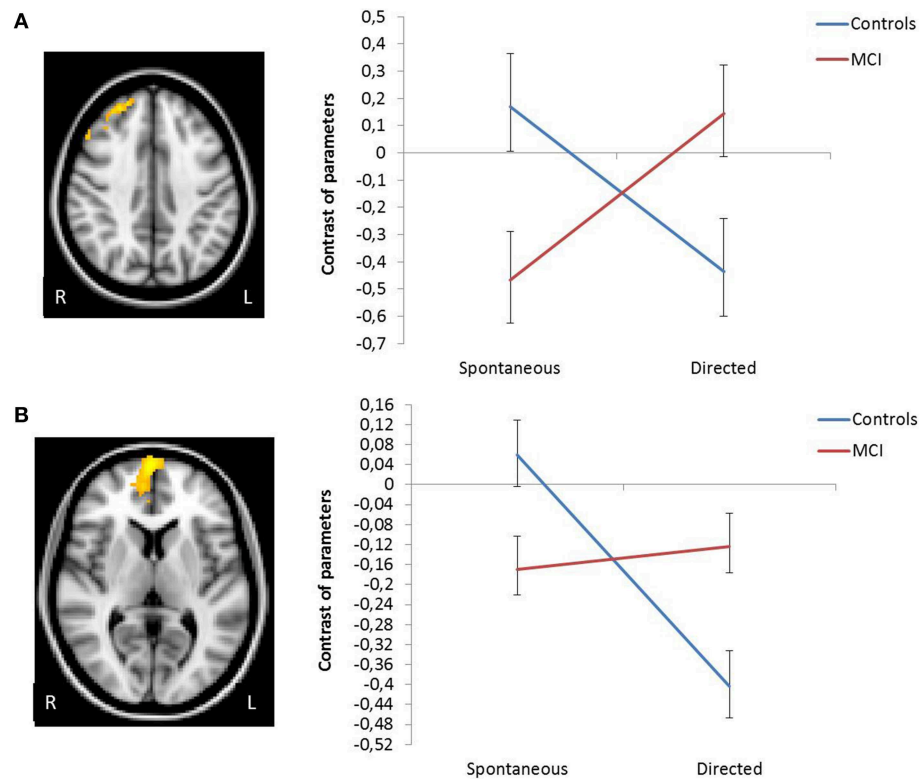 A
R
L
Contrast of parameters
0,5
0,4
0,3
0,2
0,1
0
-0,1
-0,2
-0,3
-0,4
-0,5
-0,6
-0,7
Spontaneous
Directed
Controls
MCI
B
R
L
Contrast of parameters
0,16
0,12
0,08
0,04
0
-0,04
-0,08
-0,12
-0,16
-0,2
-0,24
-0,28
-0,32
-0,36
-0,4
-0,44
-0,48
-0,52
Spontaneous
Directed
Controls
MCI